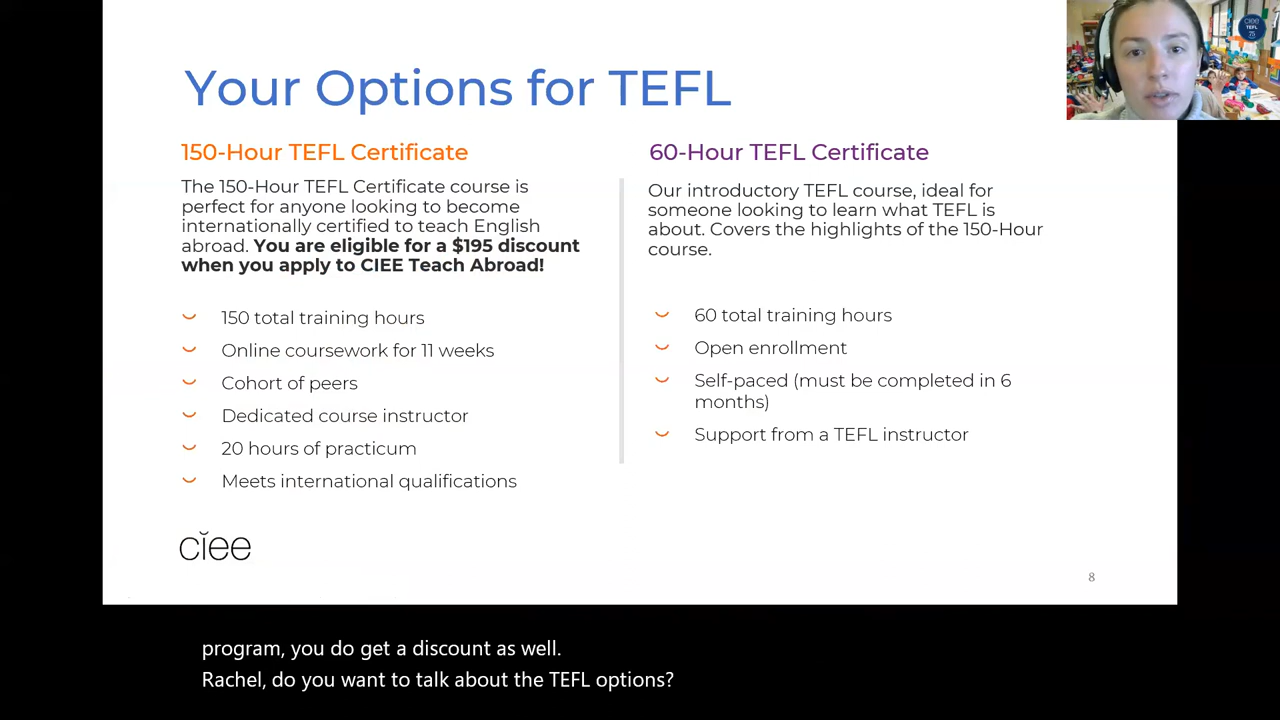 Your Options for TEFL
150-Hour TEFL Certificate
The 150-Hour TEFL Certificate course is
perfect for anyone looking to become
internationally certified to teach English
abroad. You are eligible for a $195 discount
when you apply to CIEE Teach Abroad!
150 total training hours
Online coursework for 11 weeks
Cohort of peers
Dedicated course instructor
20 hours of practicum
Meets international qualifications
60-Hour TEFL Certificate
Our introductory TEFL course, ideal for
someone looking to learn what TEFL is
about. Covers the highlights of the 150-Hour
course.
60 total training hours
Open enrollment
Self-paced (must be completed in 6
months)
Support from a TEFL instructor
ciee
8
ciee
TEFL
75
program, you do get a discount as well.
Rachel, do you want to talk about the TEFL options?